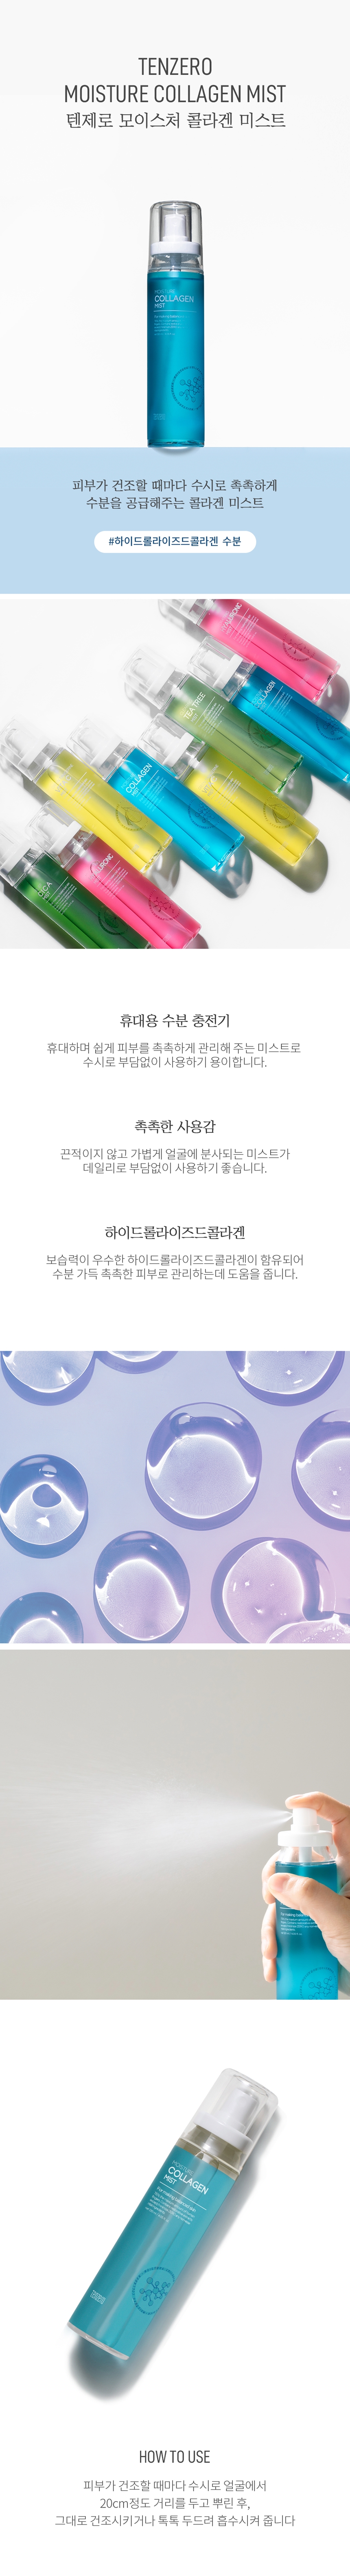 TENZERO
MOISTURE COLLAGEN MIST
텐제로 모이스처 콜라겐 미스트
MOISTURE
COLLAGEN
MIST
피부가 건조할 때마다 수시로 촉촉하게
수분을 공급해주는 콜라겐 미스트
#하이드롤라이즈드콜라겐 수분
TEA TREE
COLLAGEN
COLLAGEN
휴대용 수분 충전기
휴대하며 쉽게 피부를 촉촉하게 관리해 주는 미스트로
수시로 부담없이 사용하기 용이합니다.
촉촉한 사용감
끈적이지 않고 가볍게 얼굴에 분사되는 미스트가
데일리로 부담없이 사용하기 좋습니다.
하이드롤라이즈드콜라겐
보습력이 우수한 하이드롤라이즈드콜라겐이 함유되어
수분 가득 촉촉한 피부로 관리하는데 도움을 줍니다.
MOISTURE
COLLAGEN
MIST
HOW TO USE
피부가 건조할 때마다 수시로 얼굴에서
20cm정도 거리를 두고 뿌린 후,
그대로 건조시키거나 톡톡 두드려 흡수시켜 줍니다